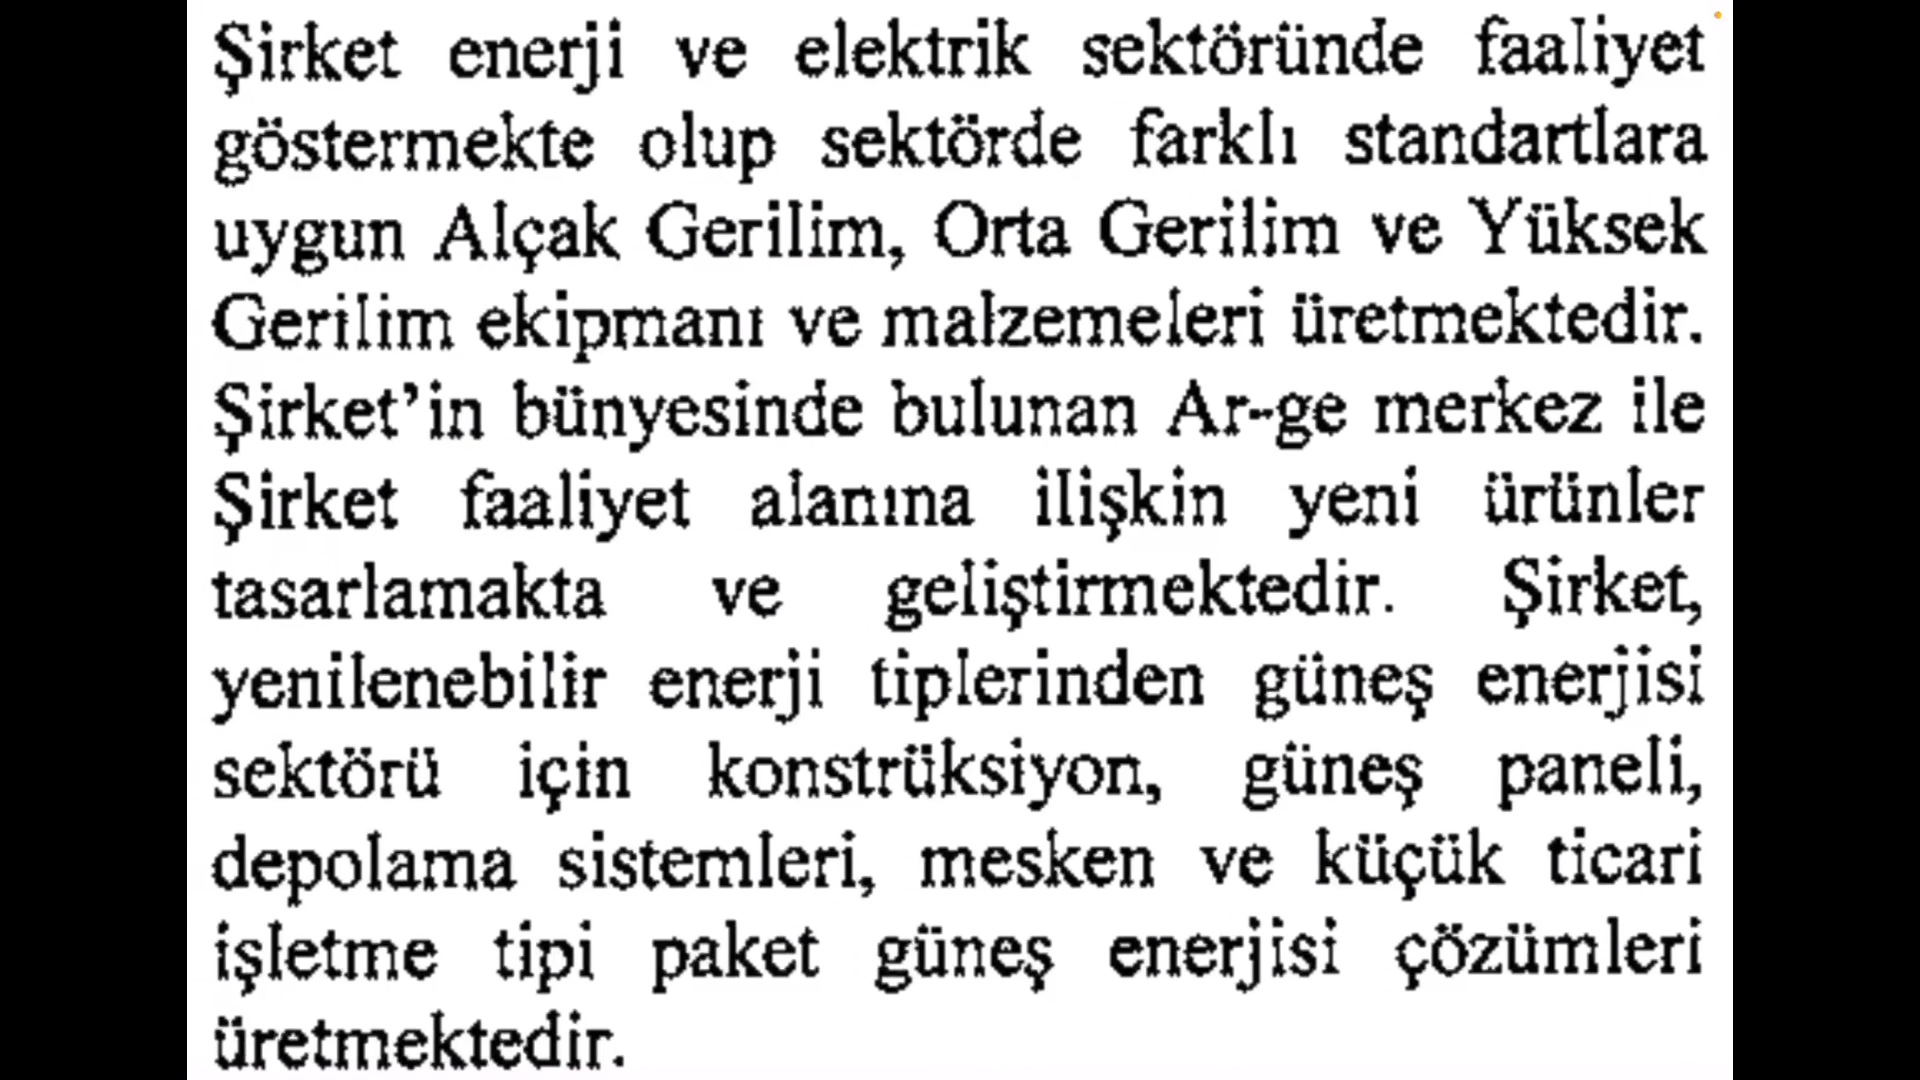 Şirket enerji ve elektrik sektöründe faaliyet
göstermekte olup sektörde farklı standartlara
uygun Alçak Gerilim, Orta Gerilim ve Yüksek
Gerilim ekipmanı ve malzemeleri üretmektedir.
Şirket’in bünyesinde bulunan Ar-ge merkez ile
Şirket faaliyet alanına ilişkin yeni ürünler
tasarlamakta ve geliştirmektedir. Şirket,
yenilenebilir enerji tiplerinden güneş enerjisi
sektörü için konstrüksiyon, güneş paneli,
depolama sistemleri, mesken ve küçük ticari
işletme tipi paket güneş enerjisi çözümleri
üretmektedir.